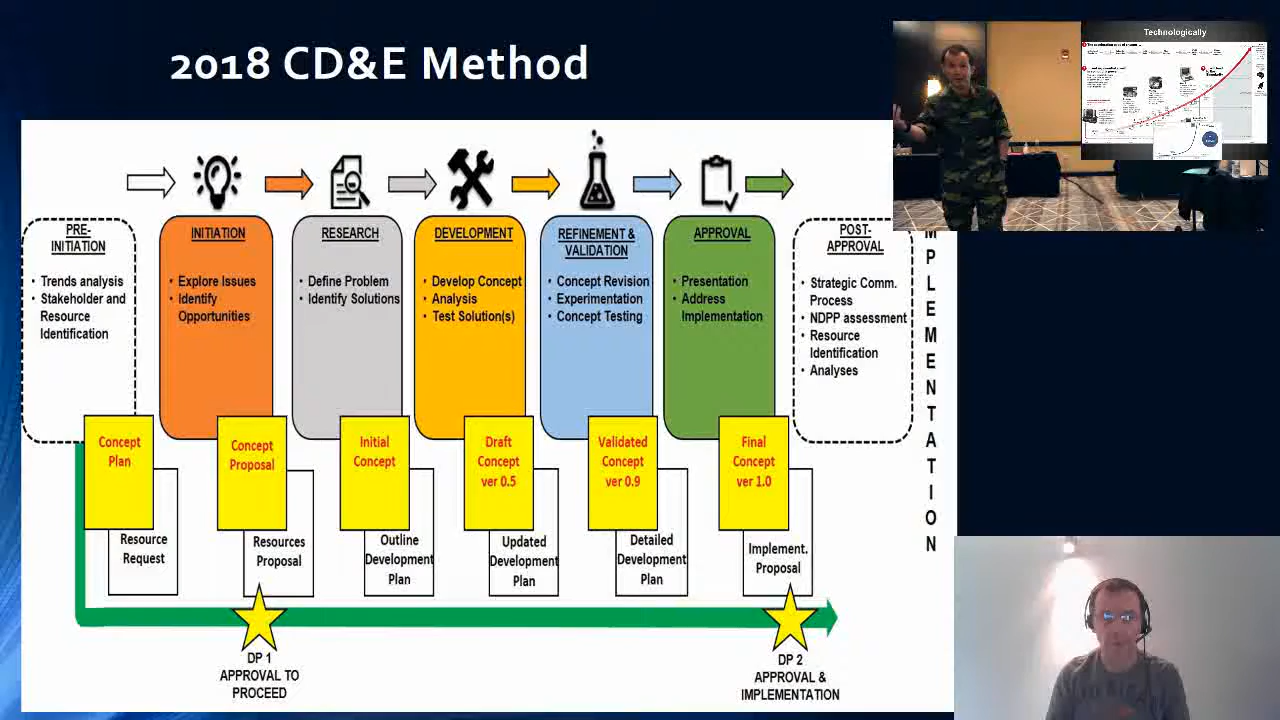 2018 CD&E Method
Technologically
PRE-
INITIATION
• Trends analysis
• Stakeholder and
Resource
Identification
INITIATION
• Explore Issues
• Identify
Opportunities
RESEARCH
• Define Problem
• Identify Solutions
DEVELOPMENT
• Develop Concept
• Analysis
• Test Solution(s)
REFINEMENT &
VALIDATION
• Concept Revision
• Experimentation
• Concept Testing
APPROVAL
• Presentation
• Address
Implementation
POST-
APPROVAL
• Strategic Comm.
Process
• NDPP assessment
• Resource
Identification
• Analyses
MPLEMENTATION
Concept
Plan
Resource
Request
Concept
Proposal
Resources
Proposal
Initial
Concept
Outline
Development
Plan
Draft
Concept
ver 0.5
Updated
Development
Plan
Validated
Concept
ver 0.9
Detailed
Development
Plan
Final
Concept
ver 1.0
Implement.
Proposal
DP 1
APPROVAL TO
PROCEED
DP 2
APPROVAL &
IMPLEMENTATION